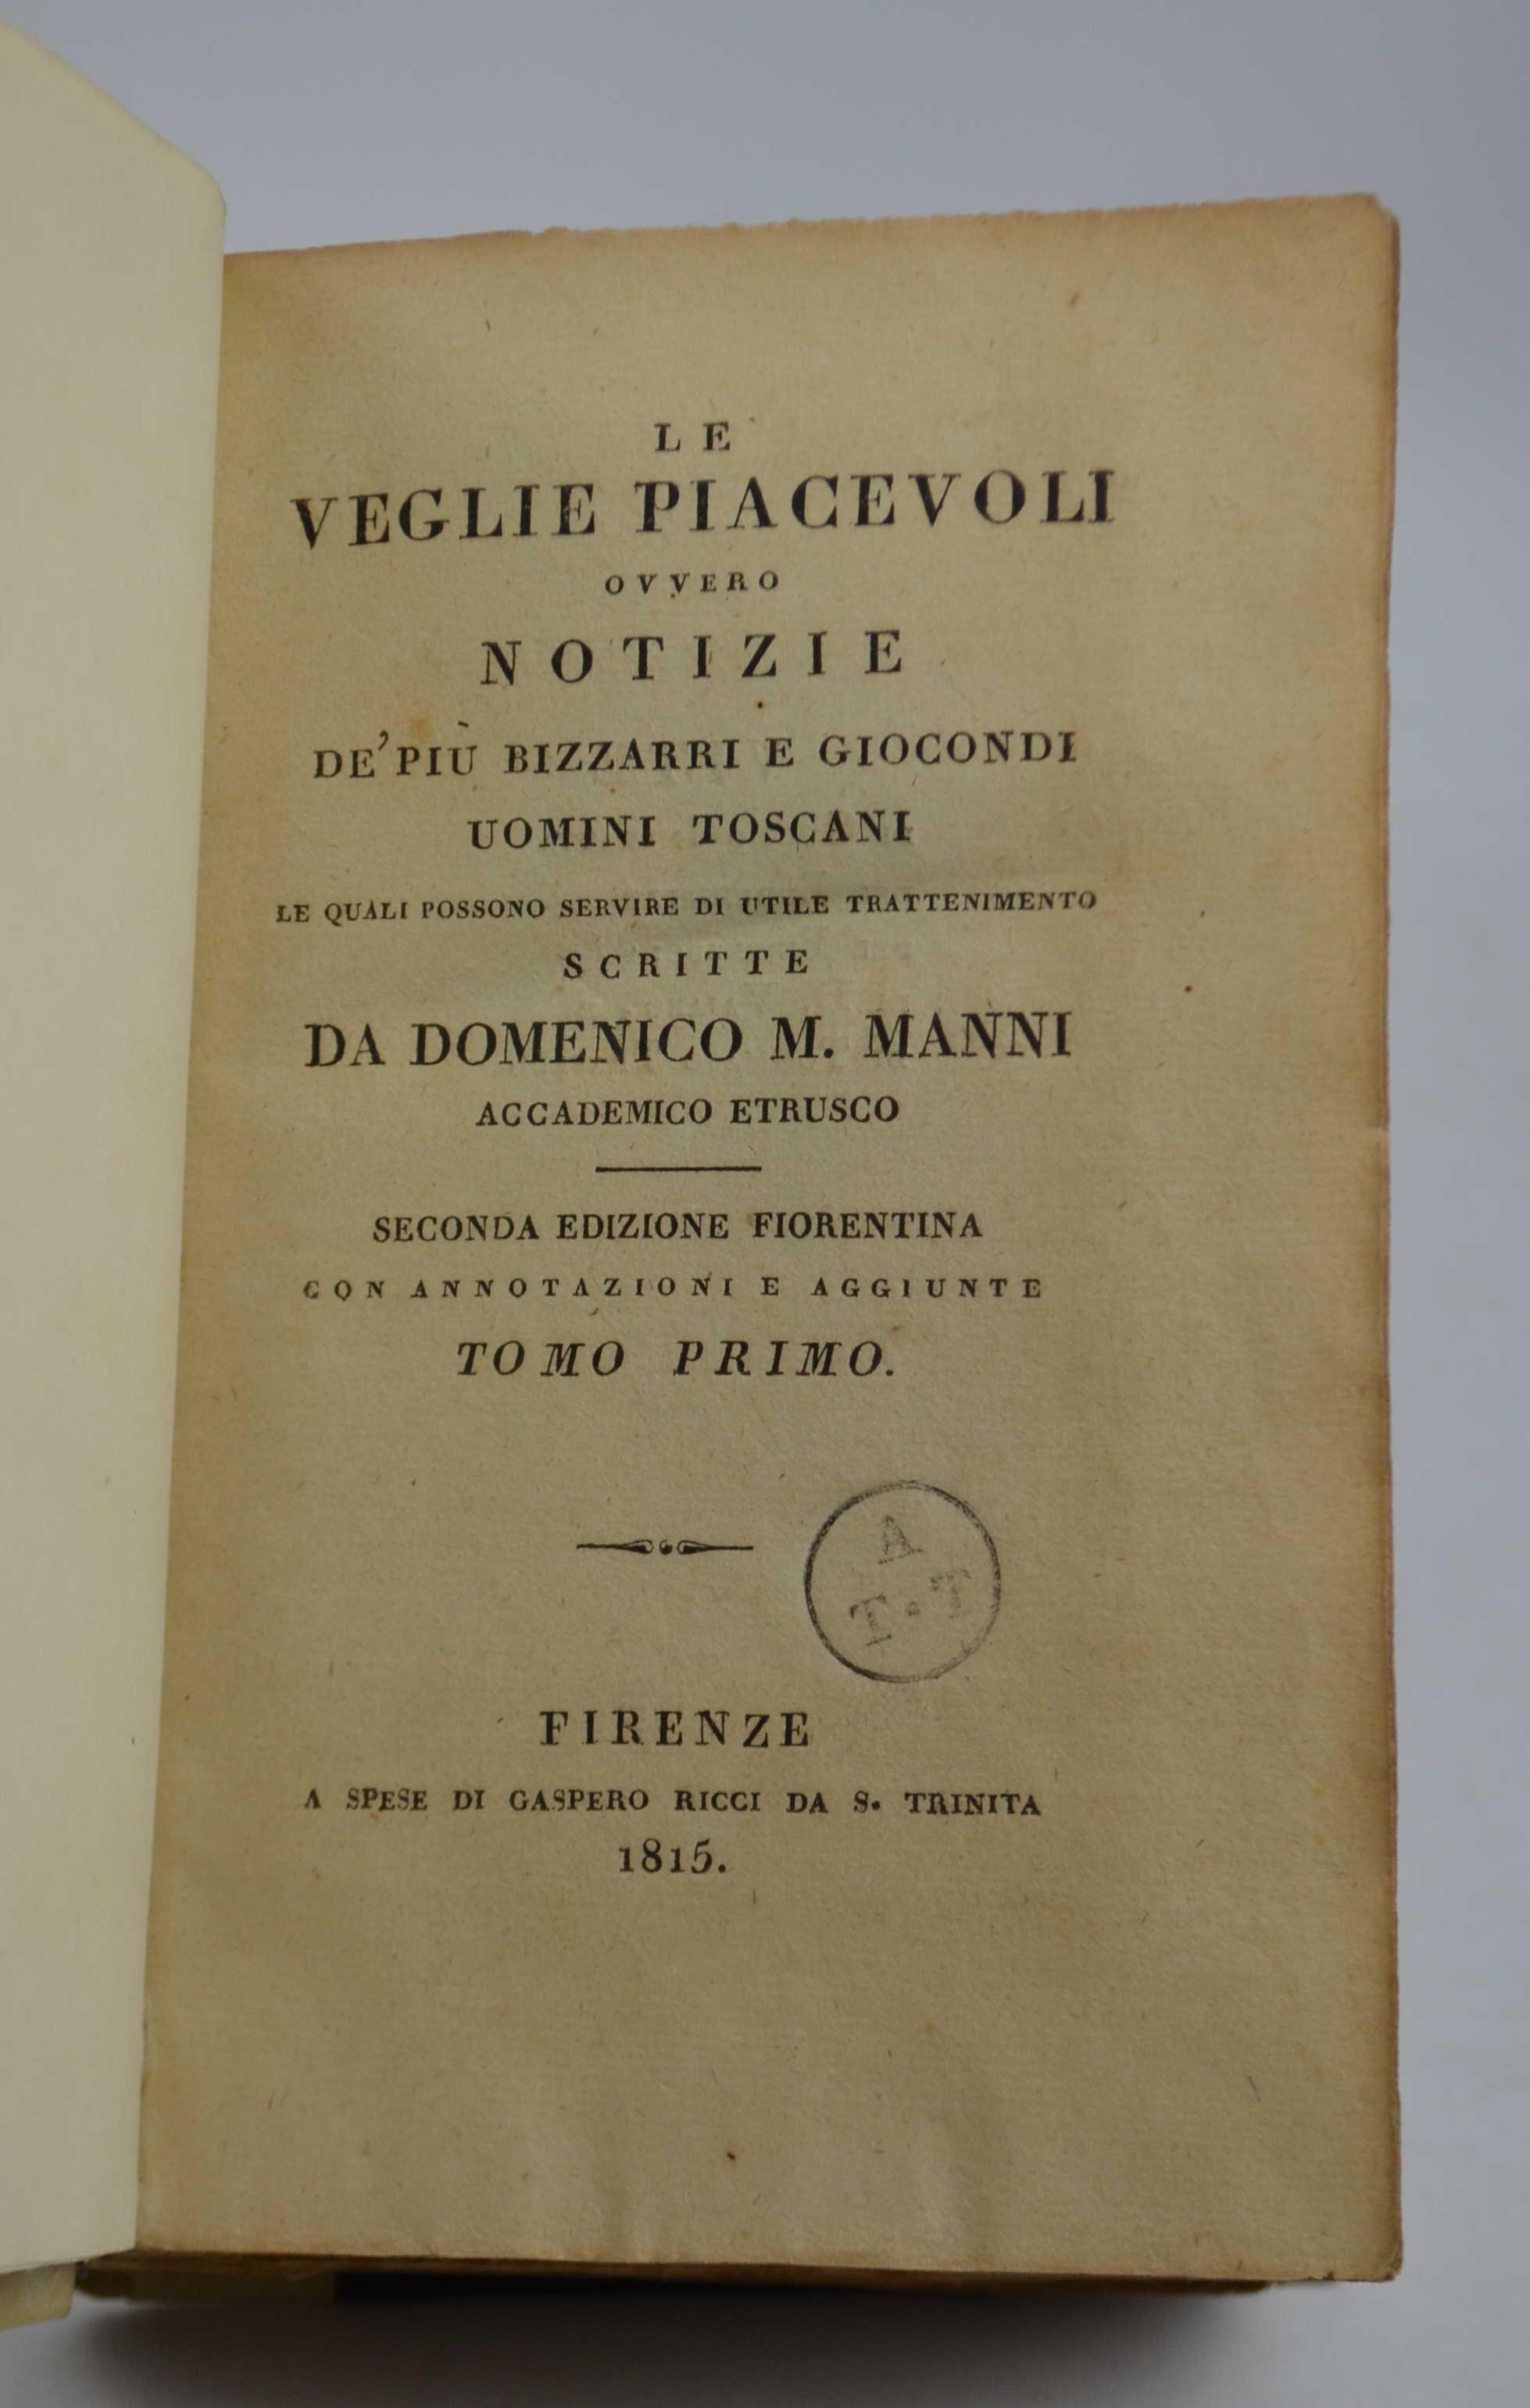 LE
VEGLIE PIACEVOLI
OVVERO
NOTIZIE
DE' PIÙ BIZZARRI E GIOCONDI
UOMINI TOSCANI
LE QUALI POSSONO SERVIRE DI UTILE TRATTENIMENTO
SCRITTE
DA DOMENICO M. MANNI
ACCADEMICO ETRUSCO
SECONDA EDIZIONE FIORENTINA
CON ANNOTAZIONI E AGGIUNTE
TOMO PRIMO.
A
T.
FIRENZE
A SPESE DI GASPERO RICCI DA S. TRINITA
1815.